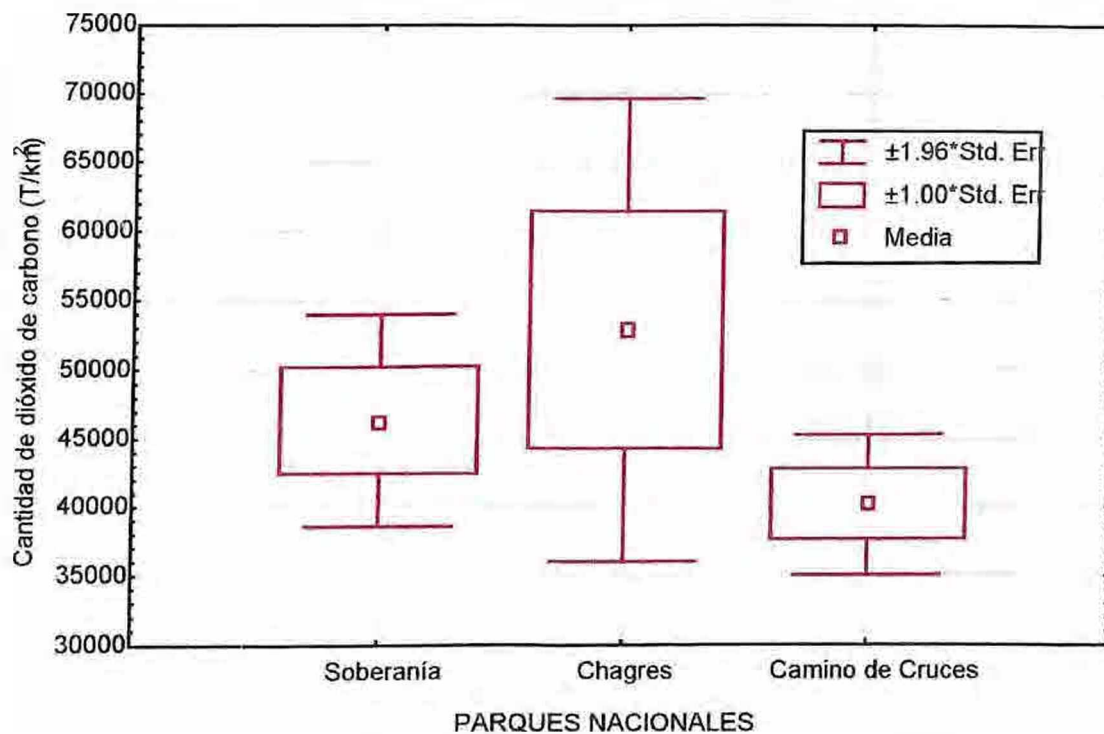 Cantidad de dióxido de carbono (T/km²)
75000
70000
65000
60000
55000
50000
45000
40000
35000
30000
±1.96*Std. Err
±1.00*Std. Err
Media
Soberanía
Chagres
Camino de Cruces
PARQUES NACIONALES